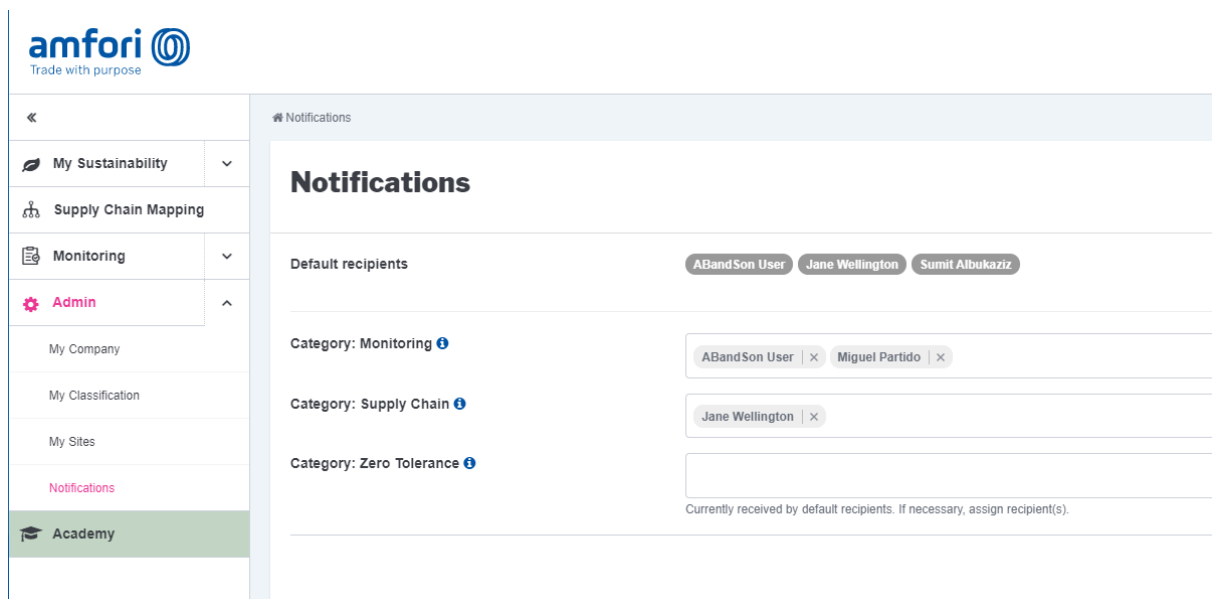 amfori
Trade with purpose
Notifications
My Sustainability
Supply Chain Mapping
Monitoring
Admin
My Company
My Classification
My Sites
Notifications
Academy
Notifications
Default recipients ABandSon User Jane Wellington Sumit Albukaziz
Category: Monitoring ABandSon User Miguel Partido
Category: Supply Chain Jane Wellington
Category: Zero Tolerance
Currently received by default recipients. If necessary, assign recipient(s).